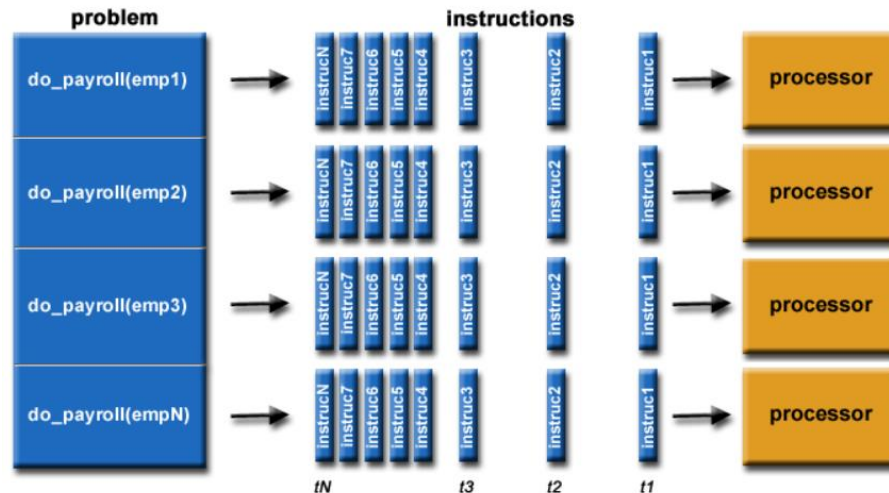 problem
instructions
do_payroll(emp1)
instrucN
instruc7
instruc6
instruc5
instruc4
instruc3
instruc2
instruc1
processor
do_payroll(emp2)
instrucN
instruc7
instruc6
instruc5
instruc4
instruc3
instruc2
instruc1
processor
do_payroll(emp3)
instrucN
instruc7
instruc6
instruc5
instruc4
instruc3
instruc2
instruc1
processor
do_payroll(empN)
instrucN
instruc7
instruc6
instruc5
instruc4
instruc3
instruc2
instruc1
processor
tN
t3
t2
t1